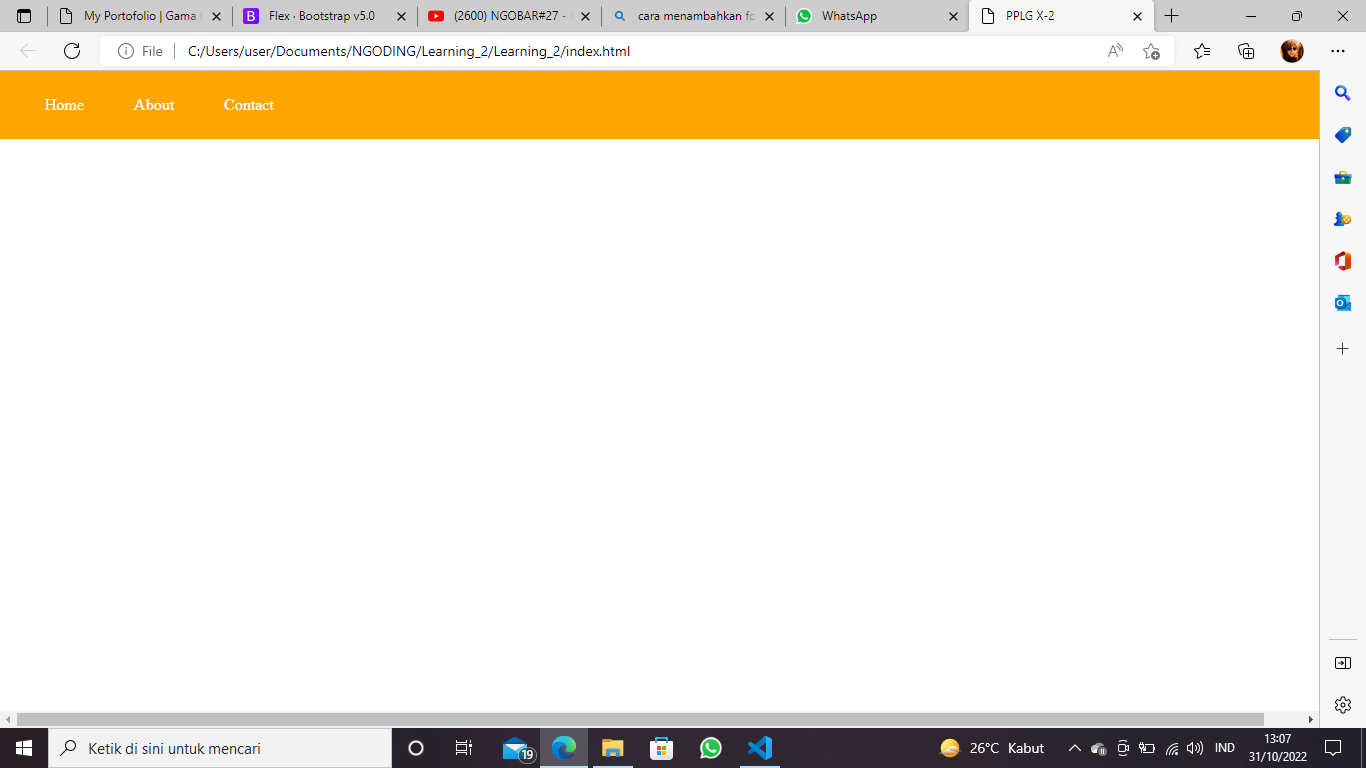 My Portofolio | Gama
Flex · Bootstrap v5.0
(2600) NGOBAR#27 -
cara menambahkan fo
WhatsApp
PPLG X-2
File
C:/Users/user/Documents/NGODING/Learning_2/Learning_2/index.html
Home
About
Contact
Ketik di sini untuk mencari
19
26°C Kabut
IND
13:07
31/10/2022